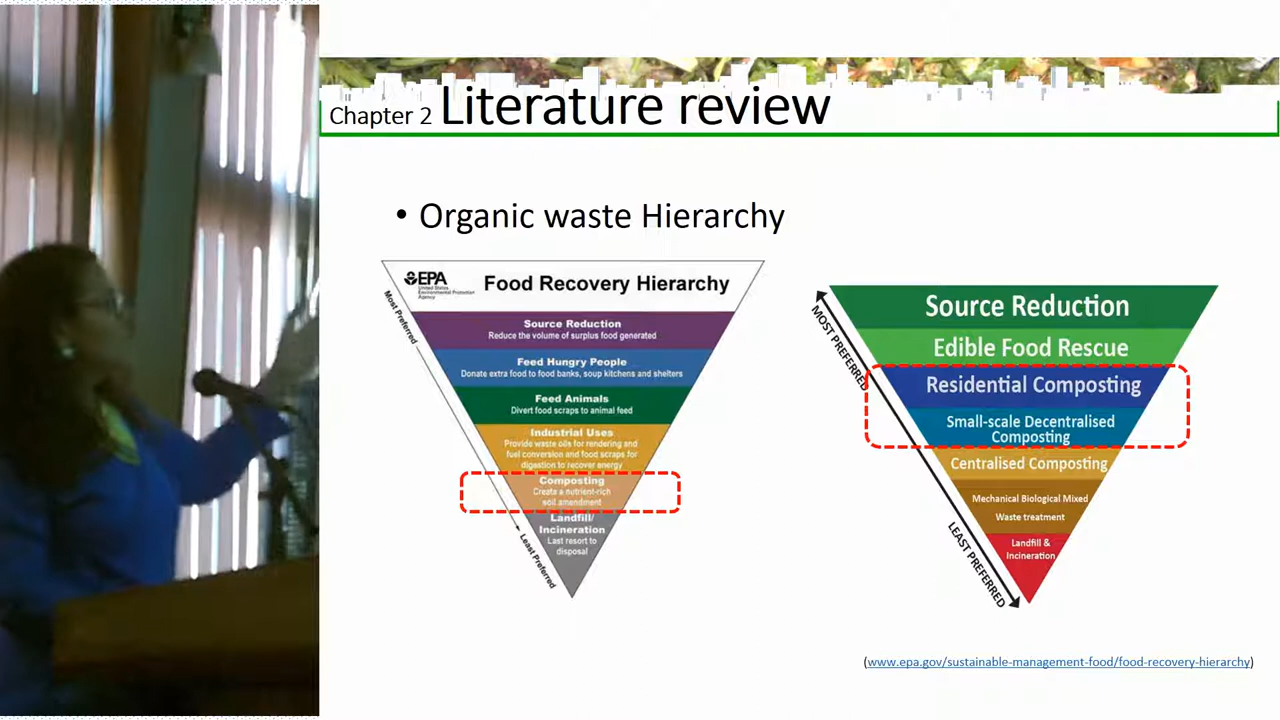 Chapter 2 Literature review
• Organic waste Hierarchy
EPA
United States
Environmental Protection
Agency
Food Recovery Hierarchy
Most Preferred
Source Reduction
Reduce the volume of surplus food generated
Feed Hungry People
Donate extra food to food banks, soup kitchens and shelters
Feed Animals
Divert food scraps to animal feed
Industrial Uses
Provide waste oils for rendering and
fuel conversion and food scraps for
digestion to recover energy
Composting
Create a nutrient-rich
soil amendment
Landfill/
Incineration
Last resort to
disposal
Least Preferred
MOST PREFERRED
Source Reduction
Edible Food Rescue
Residential Composting
Small-scale Decentralised
Composting
Centralised Composting
Mechanical Biological Mixed
Waste treatment
Landfill &
Incineration
LEAST PREFERRED
(www.epa.gov/sustainable-management-food/food-recovery-hierarchy)